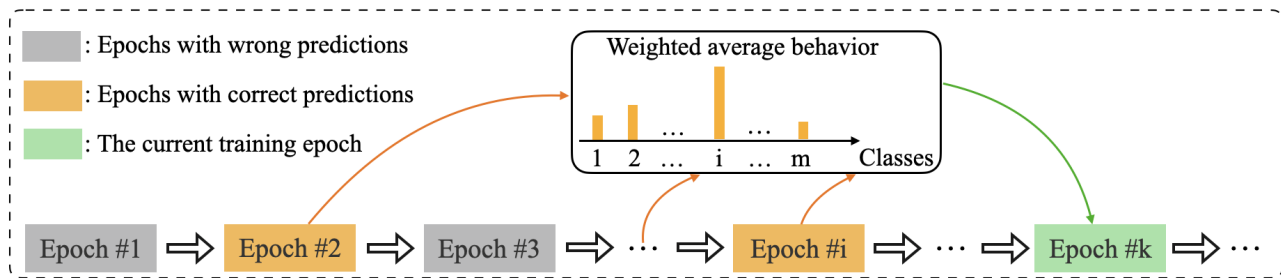 : Epochs with wrong predictions
: Epochs with correct predictions
: The current training epoch
Weighted average behavior
... ...
1 2 ... i ... m Classes
Epoch #1 Epoch #2 Epoch #3 ... Epoch #i ... Epoch #k ...